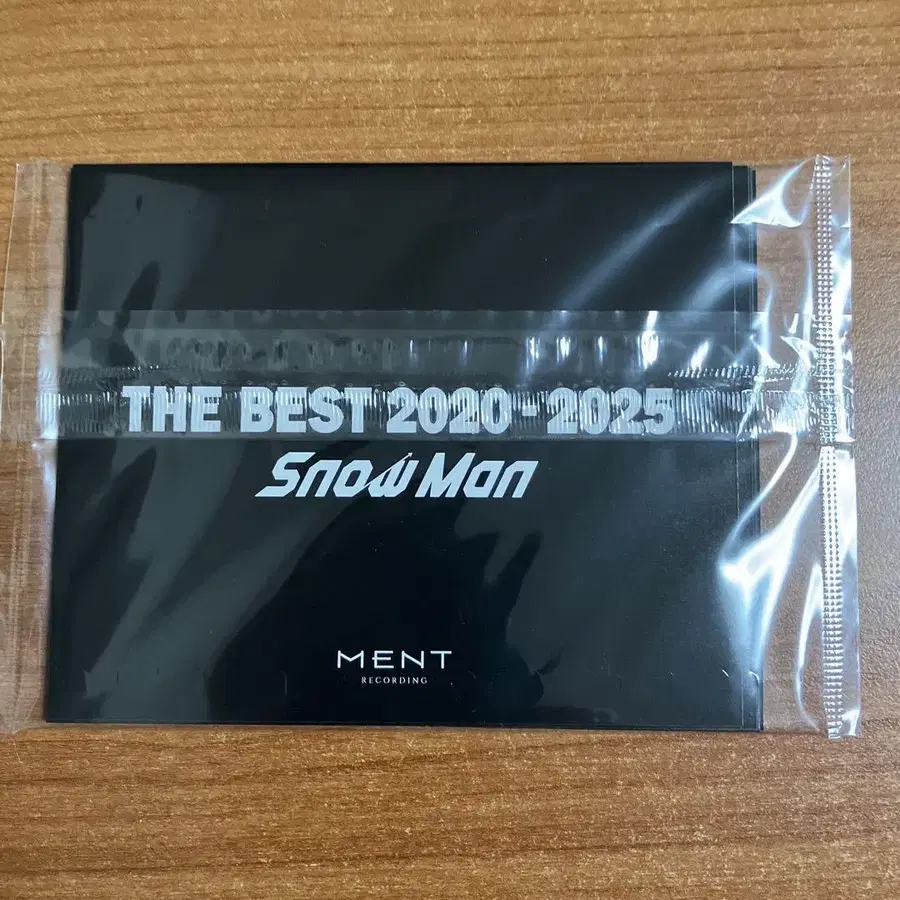 THE BEST 2020 - 2025
Snow Man
MENT
RECORDING